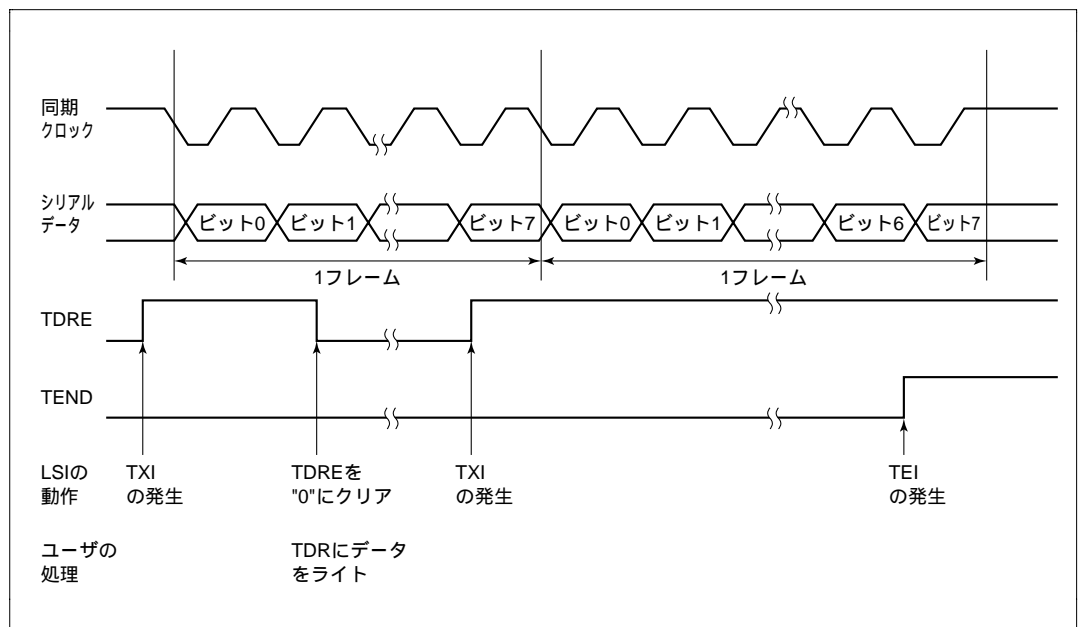 同期
クロック
シリアル
データ
ビット0
ビット1
ビット7
ビット0
ビット1
ビット6
ビット7
1フレーム
1フレーム
TDRE
TEND
LSIの
動作
TXI
の発生
TDREを
"0"にクリア
TXI
の発生
TEI
の発生
ユーザの
処理
TDRにデータ
をライト